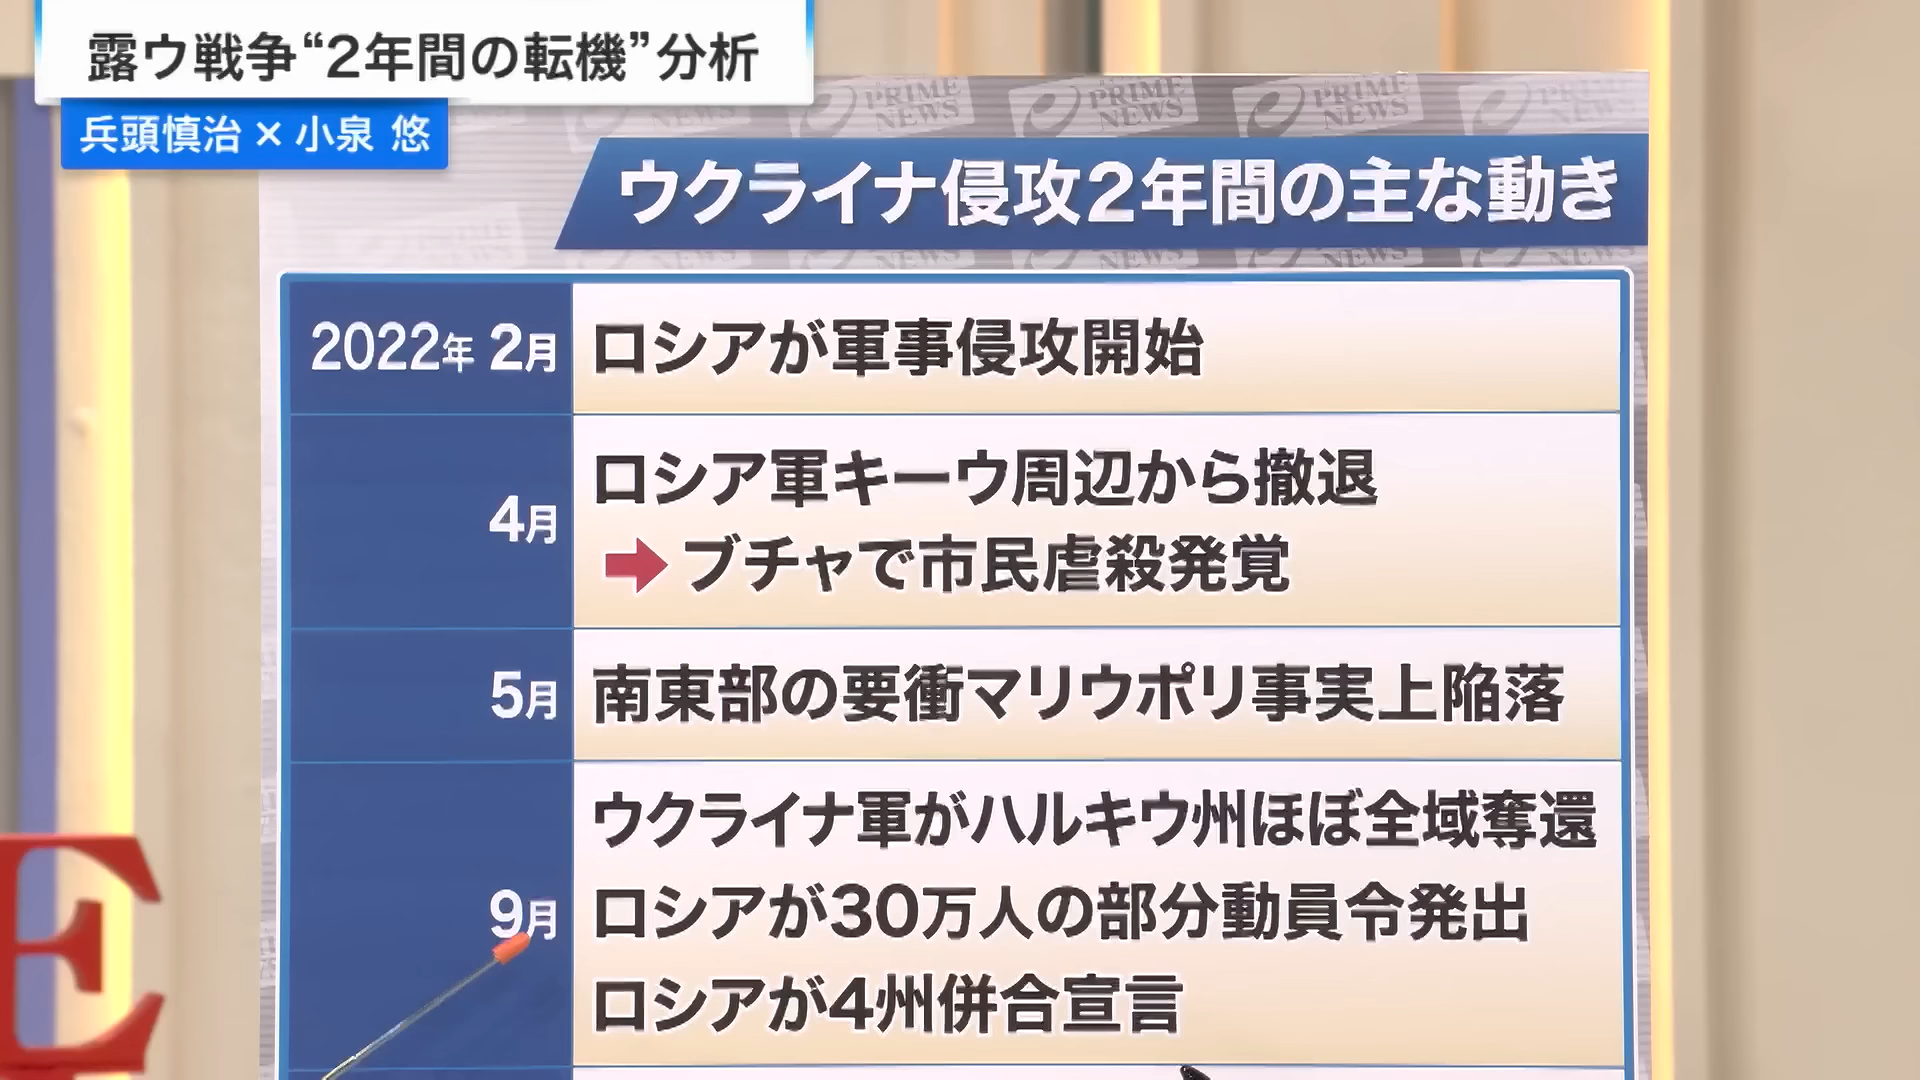 露ウ戦争“2年間の転機”分析
兵頭慎治×小泉 悠
PRIME NEWS
PRIME NEWS
PRIME NEWS
ウクライナ侵攻2年間の主な動き
2022年 2月 ロシアが軍事侵攻開始
4月 ロシア軍キーウ周辺から撤退
➡ブチャで市民虐殺発覚
5月 南東部の要衝マリウポリ事実上陥落
ウクライナ軍がハルキウ州ほぼ全域奪還
9月 ロシアが30万人の部分動員令発出
ロシアが4州併合宣言
E